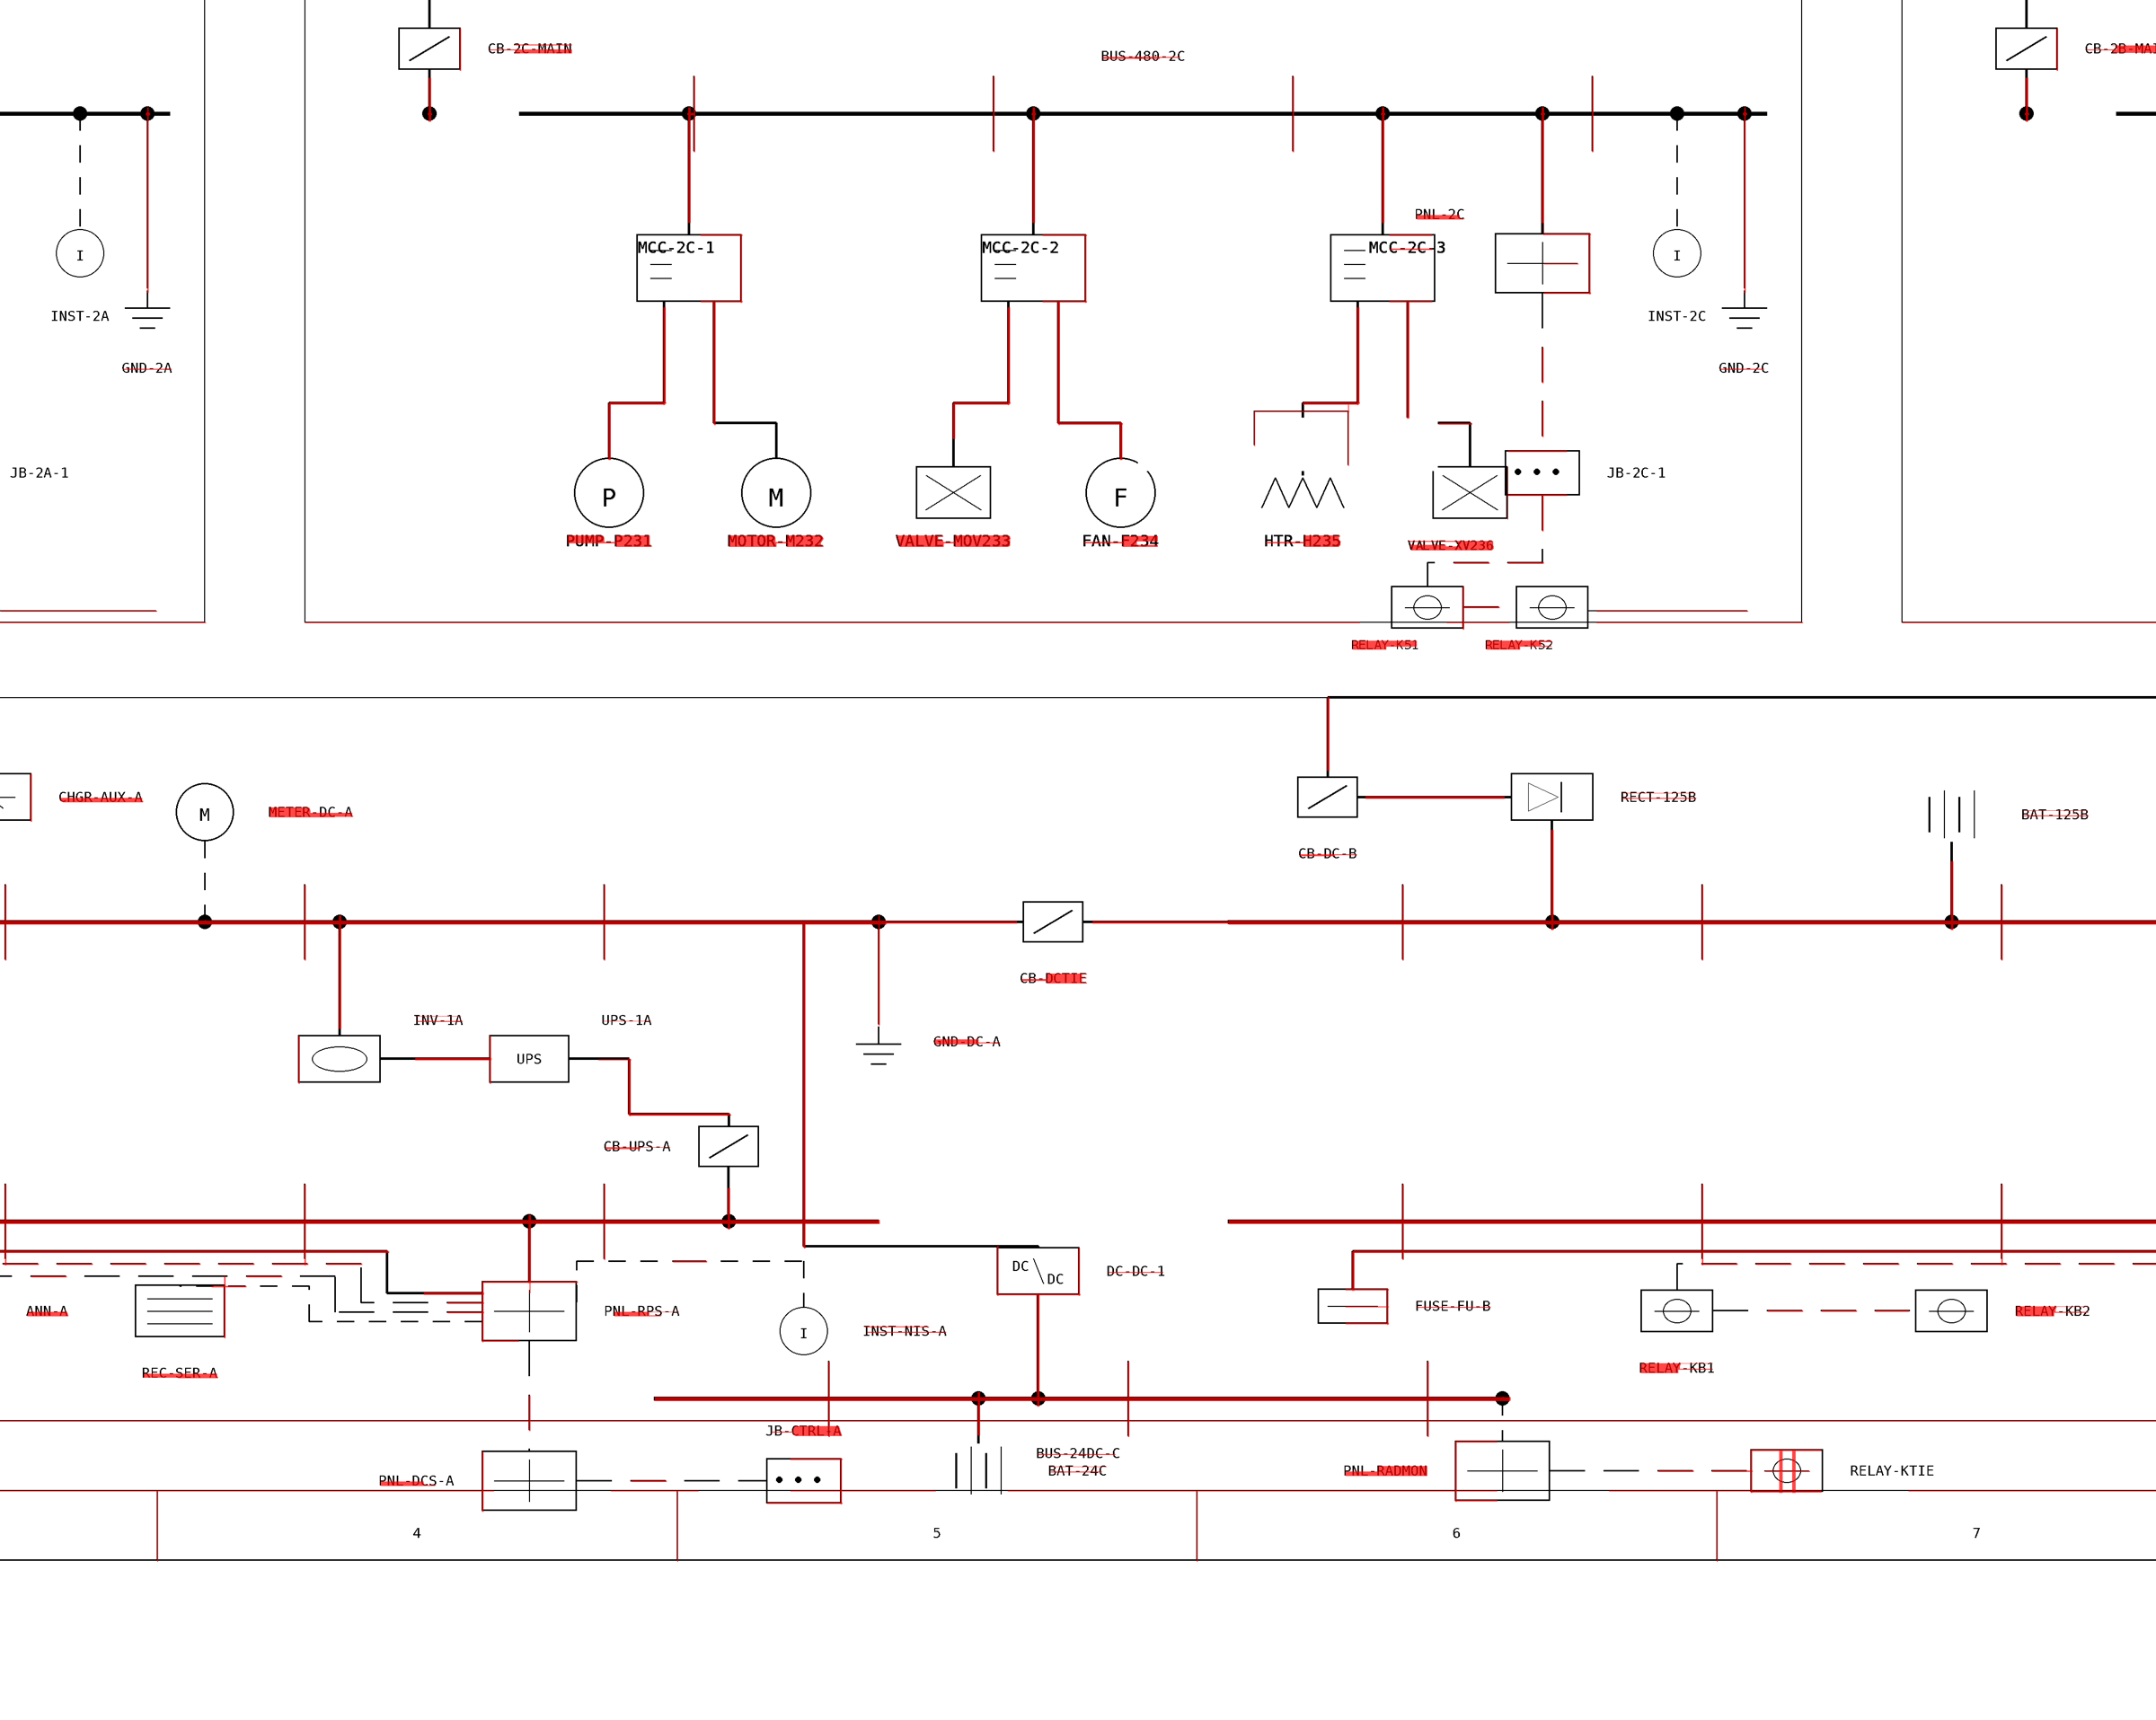 CB-2C-MAIN
BUS-480-2C
CB-2B-MAI
PNL-2C
MCC-2C-1
MCC-2C-2
MCC-2C-3
I
I
INST-2A
INST-2C
GND-2A
GND-2C
JB-2A-1
JB-2C-1
P
M
F
PUMP-P231
MOTOR-M232
VALVE-MOV233
FAN-F234
HTR-H235
VALVE-XV236
RELAY-K51
RELAY-K52
CHGR-AUX-A
M
METER-DC-A
RECT-125B
BAT-125B
CB-DC-B
CB-DCTIE
INV-1A
UPS-1A
GND-DC-A
UPS
CB-UPS-A
DC
DC
DC-DC-1
ANN-A
PNL-RPS-A
I
INST-NIS-A
FUSE-FU-B
RELAY-KB2
REC-SER-A
RELAY-KB1
JB-CTRL-A
BUS-24DC-C
BAT-24C
PNL-DCS-A
PNL-RADMON
RELAY-KTIE
4
5
6
7